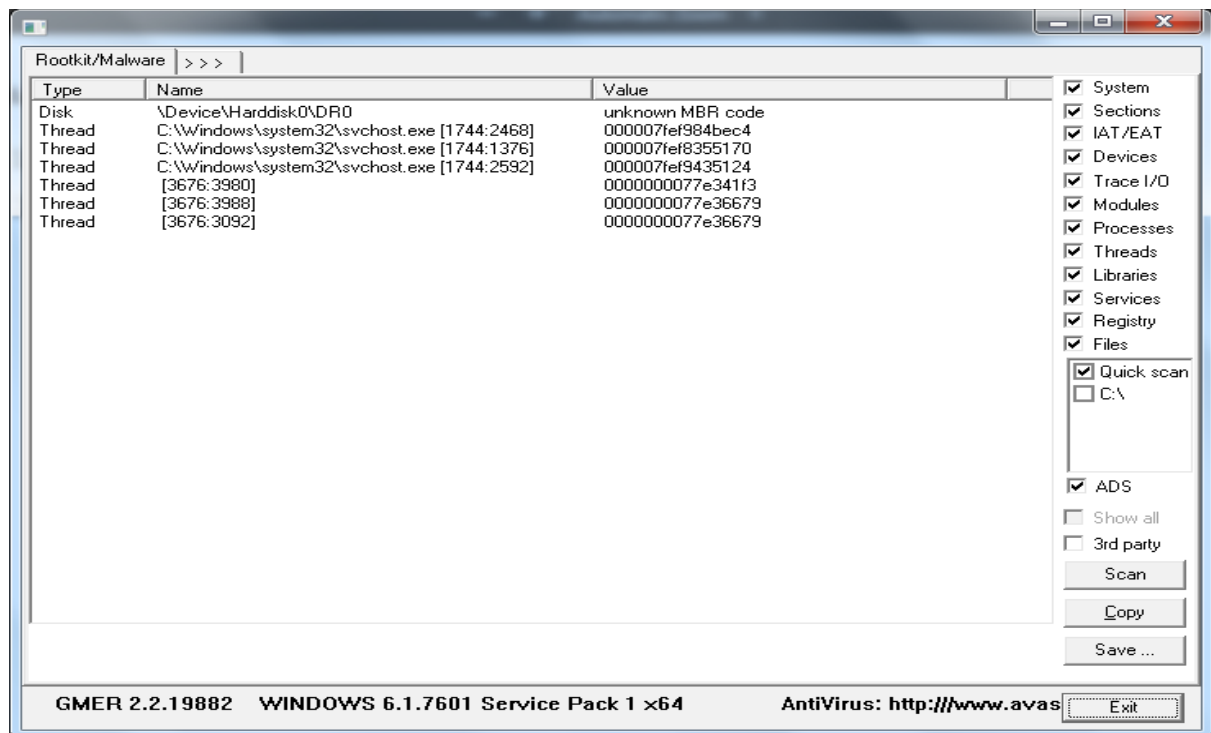 Rootkit/Malware > > >
Type Name Value
Disk \Device\Harddisk0\DR0 unknown MBR code
Thread C:\Windows\system32\svchost.exe [1744:2468] 000007fef984bec4
Thread C:\Windows\system32\svchost.exe [1744:1376] 000007fef8355170
Thread C:\Windows\system32\svchost.exe [1744:2592] 000007fef9435124
Thread [3676:3980] 0000000077e341f3
Thread [3676:3988] 0000000077e36679
Thread [3676:3092] 0000000077e36679
System
Sections
IAT/EAT
Devices
Trace I/O
Modules
Processes
Threads
Libraries
Services
Registry
Files
Quick scan
C:\
ADS
Show all
3rd party
Scan
Copy
Save ...
GMER 2.2.19882 WINDOWS 6.1.7601 Service Pack 1 x64 AntiVirus: http:///www.avas Exit